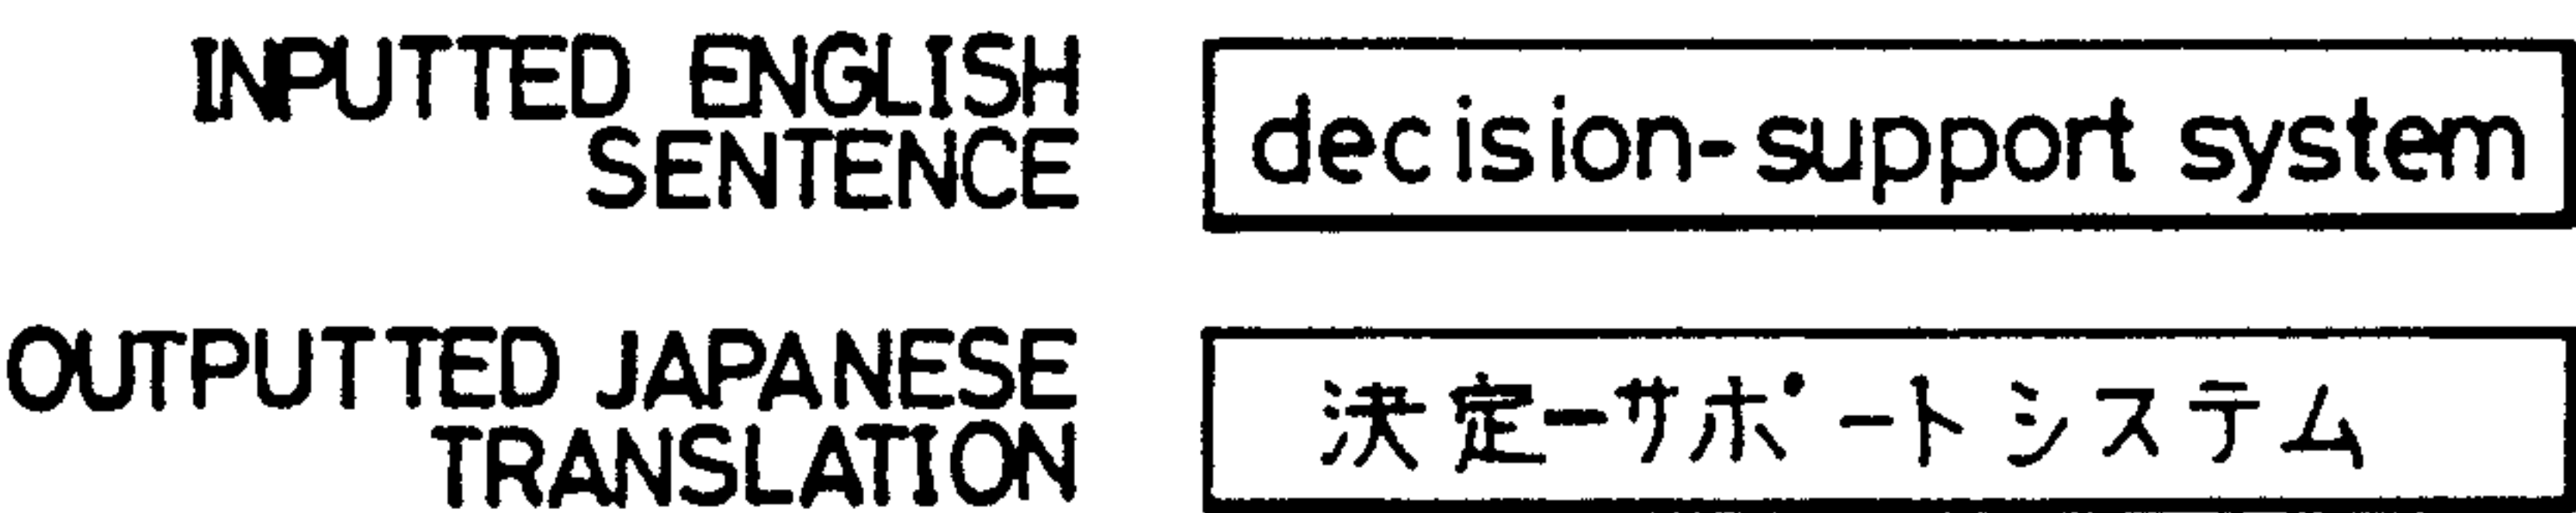 INPUTTED ENGLISH
SENTENCE
decision-support system
OUTPUTTED JAPANESE
TRANSLATION
決定-サポートシステム